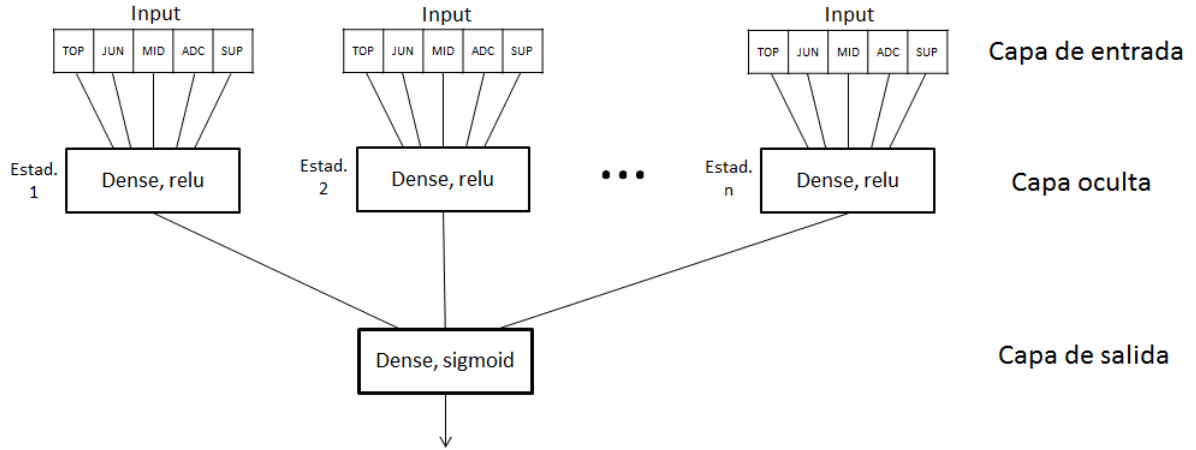 Input Input Input
TOP JUN MID ADC SUP TOP JUN MID ADC SUP TOP JUN MID ADC SUP Capa de entrada
Estad. 1 Dense, relu Estad. 2 Dense, relu ... Estad. n Dense, relu Capa oculta
Dense, sigmoid Capa de salida